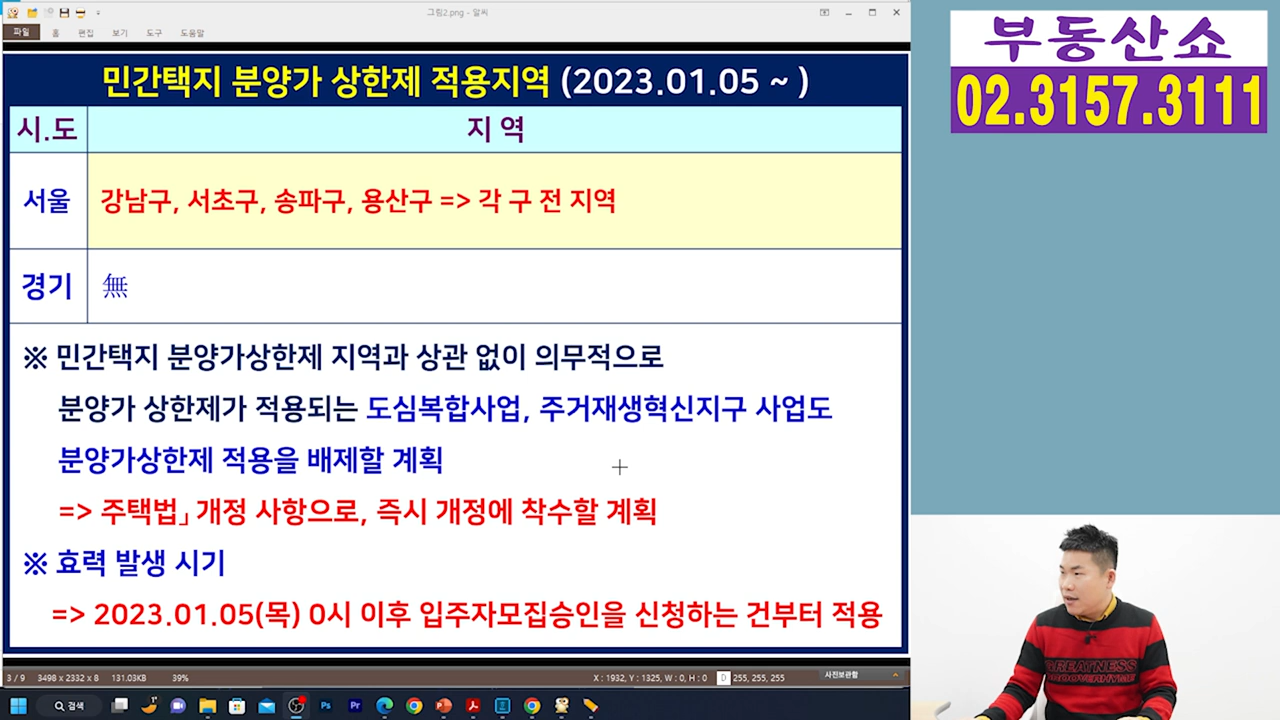 그림2.png - 알씨
파일 홈 편집 보기 도구 도움말
민간택지 분양가 상한제 적용지역 (2023.01.05 ~ )
시.도 지 역
서울 강남구, 서초구, 송파구, 용산구 => 각 구 전 지역
경기 無
※ 민간택지 분양가상한제 지역과 상관 없이 의무적으로
분양가 상한제가 적용되는 도심복합사업, 주거재생혁신지구 사업도
분양가상한제 적용을 배제할 계획
=> 주택법」 개정 사항으로, 즉시 개정에 착수할 계획
※ 효력 발생 시기
=> 2023.01.05(목) 0시 이후 입주자모집승인을 신청하는 건부터 적용
3 / 9 3498 x 2332 x 8 131.03KB 39% X : 1932, Y : 1325, W : 0, H : 0 D 255, 255, 255 사진보관함
검색
Ps Pr
부동산쇼
02.3157.3111
GREATNESS